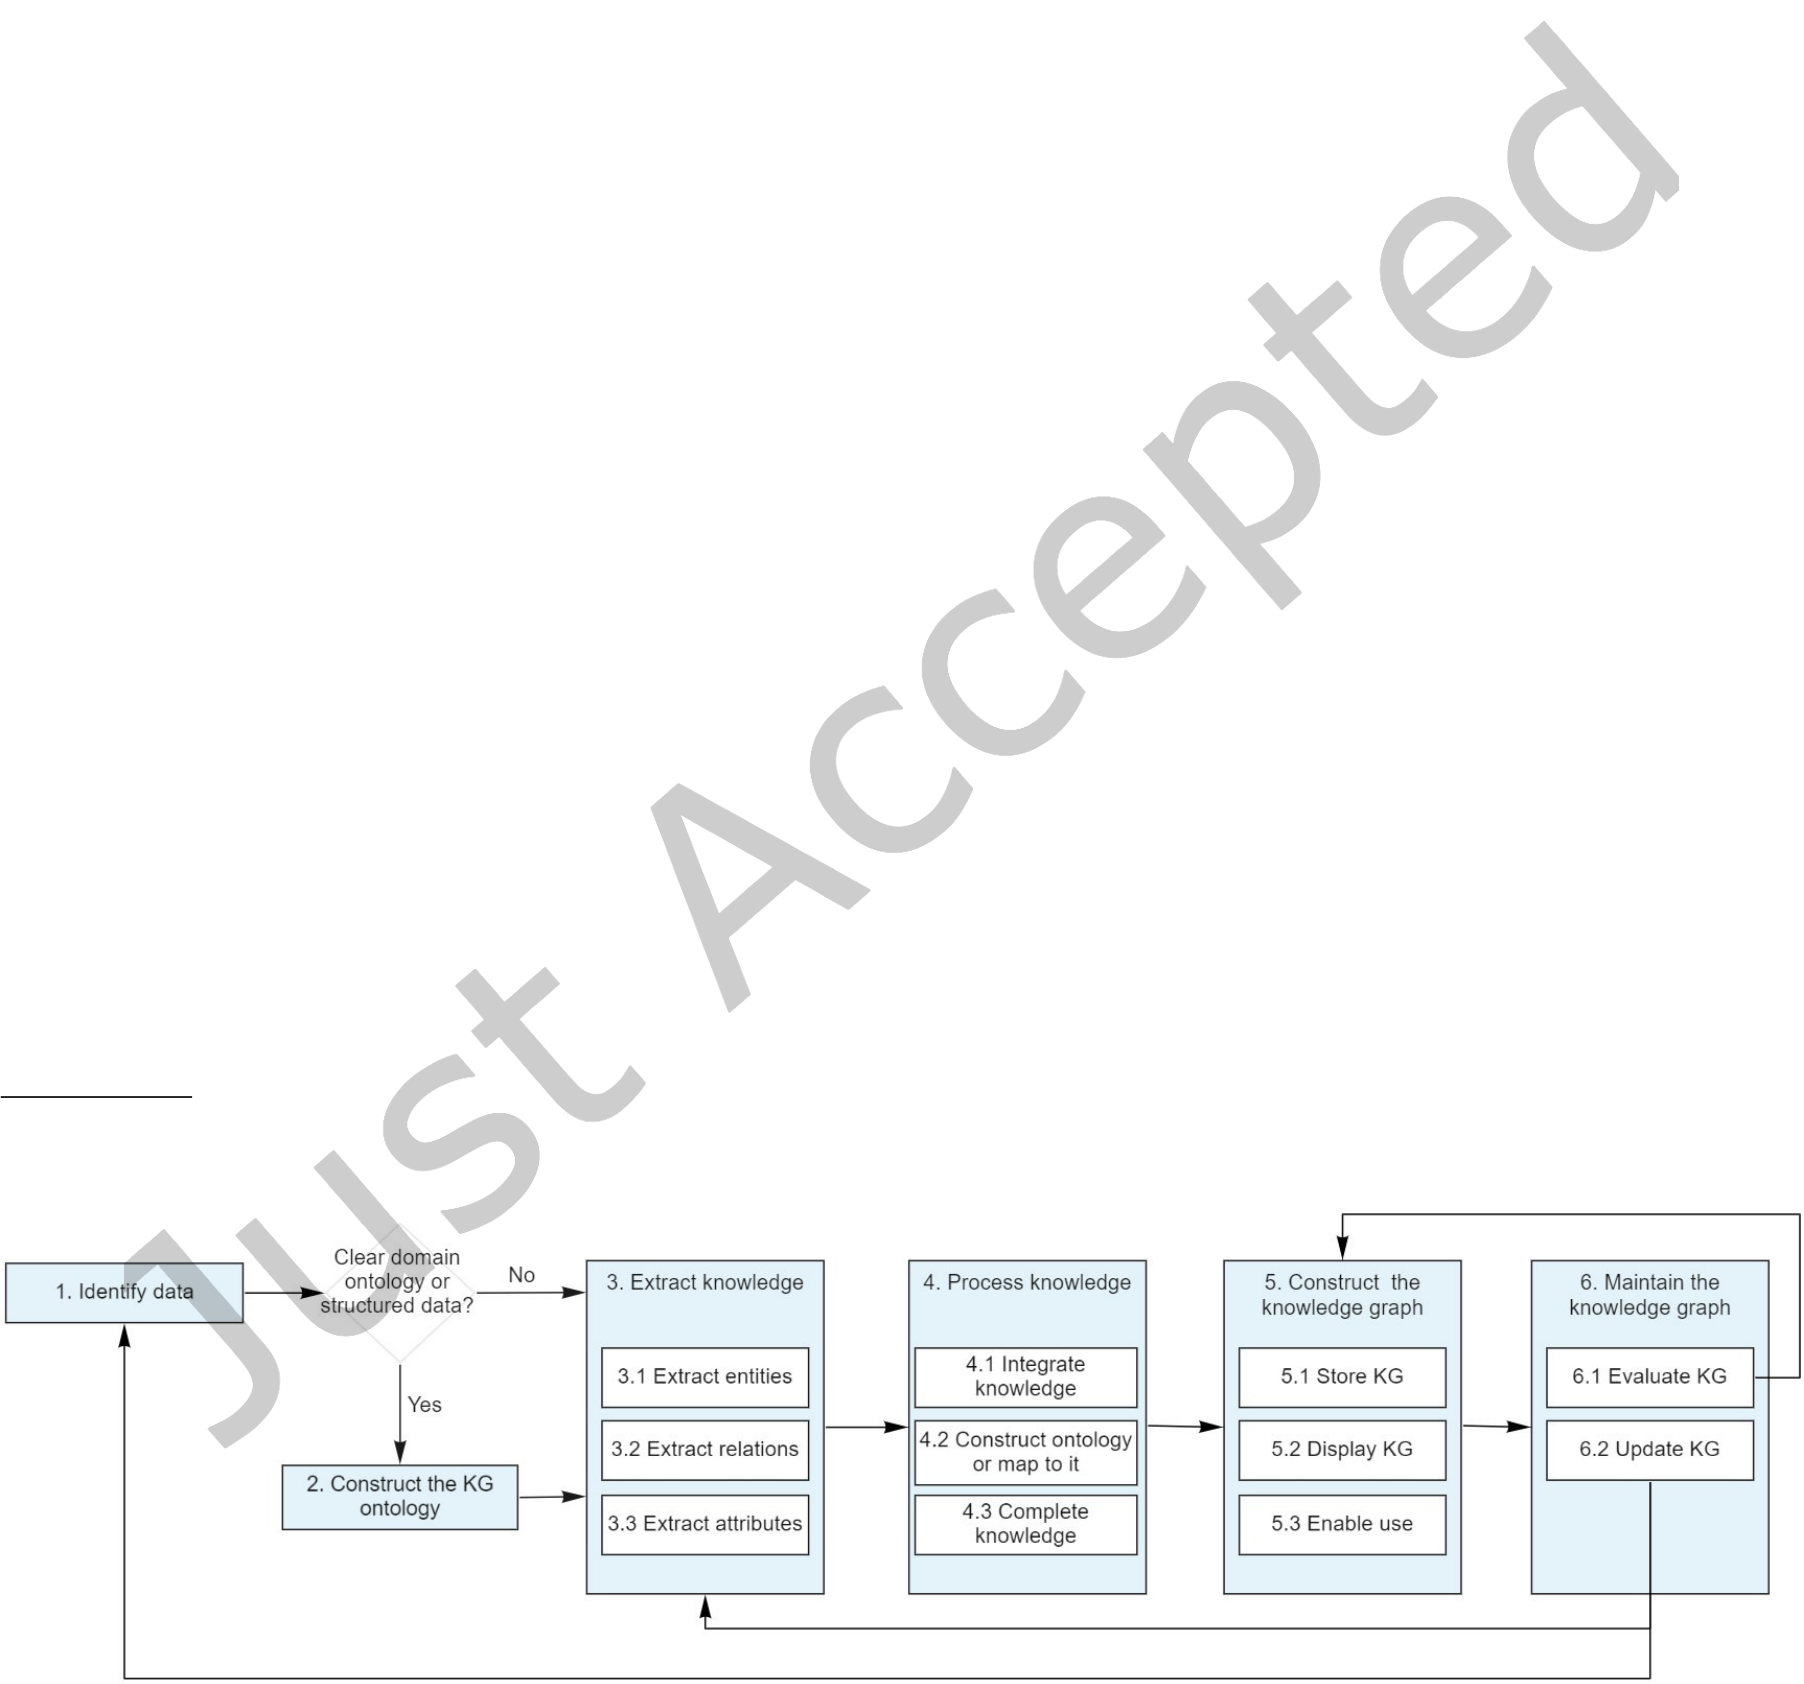 Just Accepted
1. Identify data
Clear domain
ontology or
structured data?
No
Yes
2. Construct the KG
ontology
3. Extract knowledge
3.1 Extract entities
3.2 Extract relations
3.3 Extract attributes
4. Process knowledge
4.1 Integrate
knowledge
4.2 Construct ontology
or map to it
4.3 Complete
knowledge
5. Construct the
knowledge graph
5.1 Store KG
5.2 Display KG
5.3 Enable use
6. Maintain the
knowledge graph
6.1 Evaluate KG
6.2 Update KG